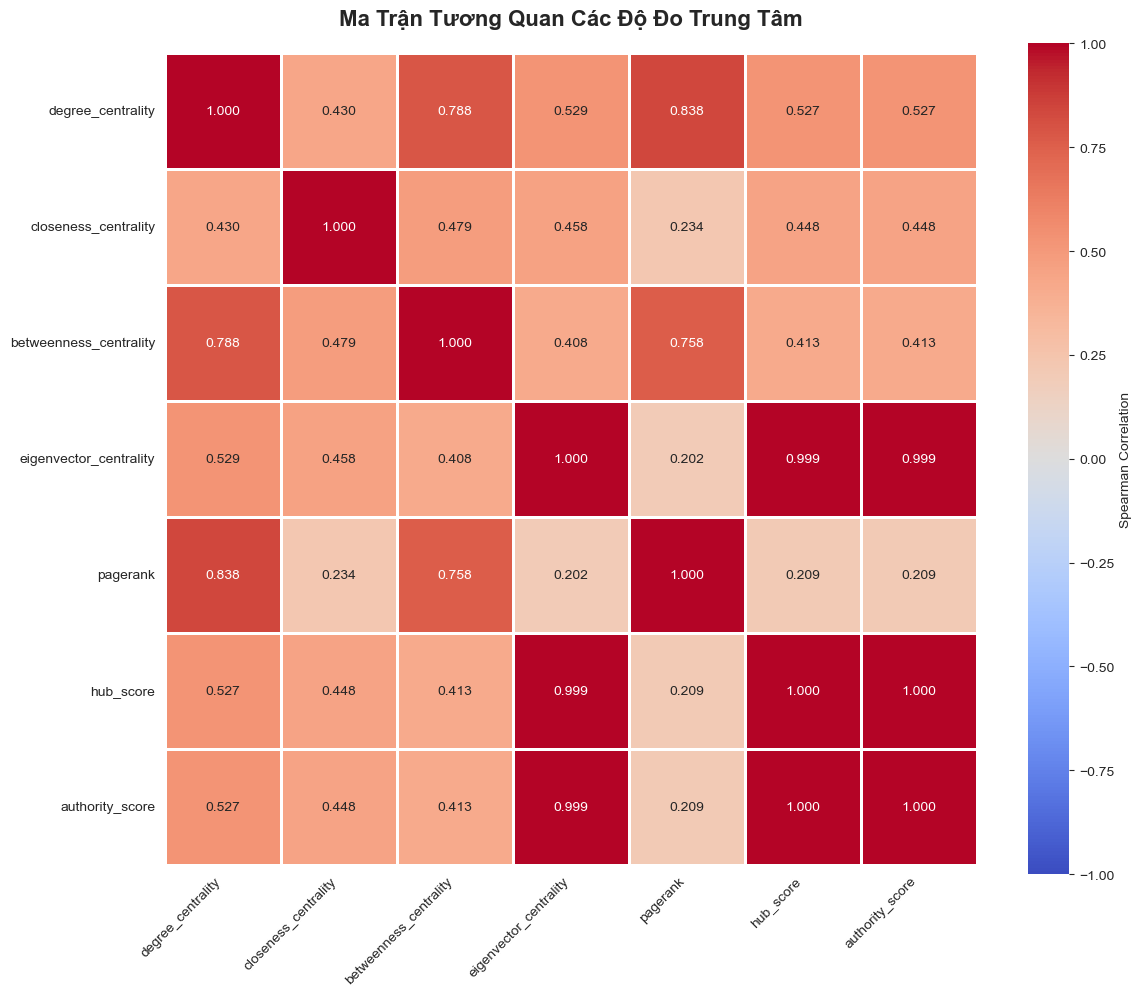 Ma Trận Tương Quan Các Độ Đo Trung Tâm
degree_centrality 1.000 0.430 0.788 0.529 0.838 0.527 0.527
closeness_centrality 0.430 1.000 0.479 0.458 0.234 0.448 0.448
betweenness_centrality 0.788 0.479 1.000 0.408 0.758 0.413 0.413
eigenvector_centrality 0.529 0.458 0.408 1.000 0.202 0.999 0.999
pagerank 0.838 0.234 0.758 0.202 1.000 0.209 0.209
hub_score 0.527 0.448 0.413 0.999 0.209 1.000 1.000
authority_score 0.527 0.448 0.413 0.999 0.209 1.000 1.000
degree_centrality
closeness_centrality
betweenness_centrality
eigenvector_centrality
pagerank
hub_score
authority_score
1.00
0.75
0.50
0.25
0.00
−0.25
−0.50
−0.75
−1.00
Spearman Correlation